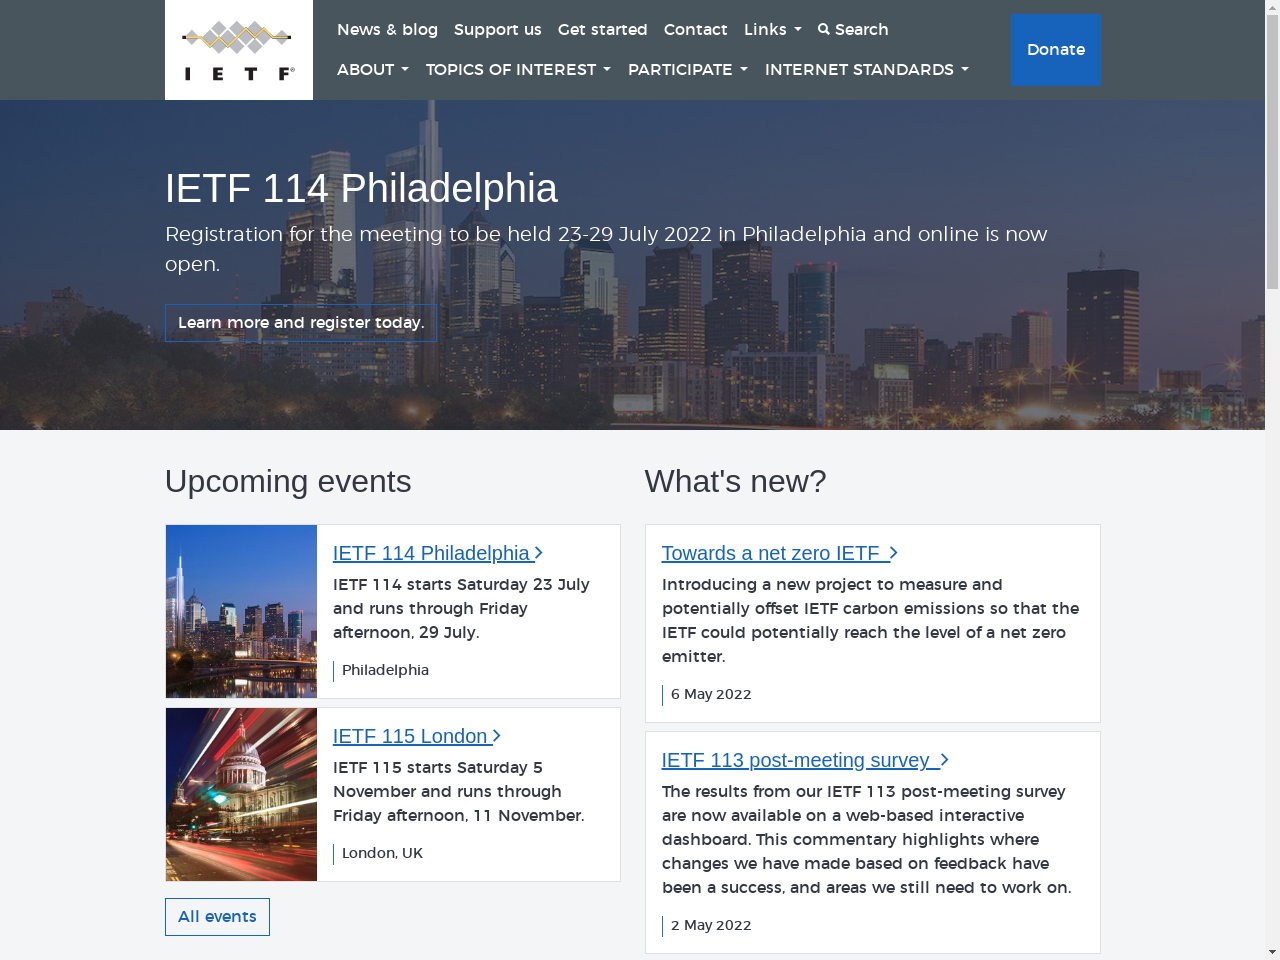 News & blog Support us Get started Contact Links Search
Donate
IETF®
ABOUT TOPICS OF INTEREST PARTICIPATE INTERNET STANDARDS
IETF 114 Philadelphia
Registration for the meeting to be held 23-29 July 2022 in Philadelphia and online is now
open.
Learn more and register today.
Upcoming events
IETF 114 Philadelphia
IETF 114 starts Saturday 23 July
and runs through Friday
afternoon, 29 July.
Philadelphia
IETF 115 London
IETF 115 starts Saturday 5
November and runs through
Friday afternoon, 11 November.
London, UK
All events
What's new?
Towards a net zero IETF
Introducing a new project to measure and
potentially offset IETF carbon emissions so that the
IETF could potentially reach the level of a net zero
emitter.
6 May 2022
IETF 113 post-meeting survey
The results from our IETF 113 post-meeting survey
are now available on a web-based interactive
dashboard. This commentary highlights where
changes we have made based on feedback have
been a success, and areas we still need to work on.
2 May 2022